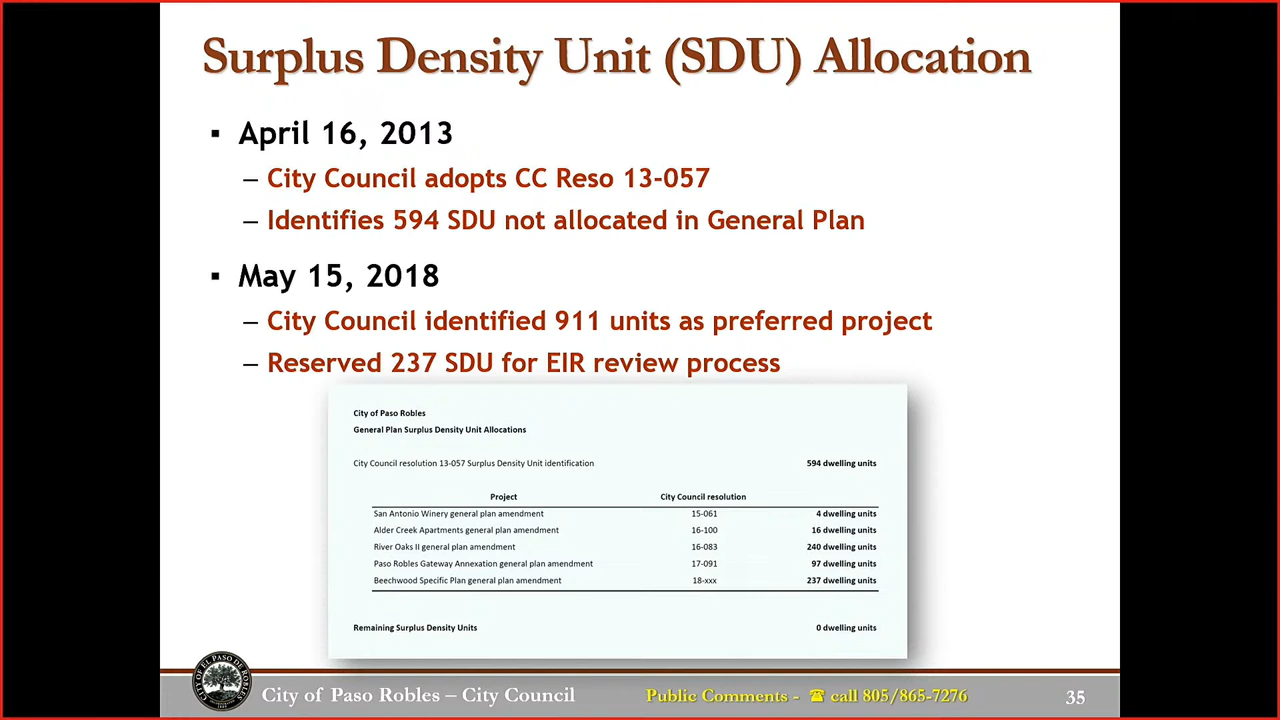 Surplus Density Unit (SDU) Allocation
▪ April 16, 2013
– City Council adopts CC Reso 13-057
– Identifies 594 SDU not allocated in General Plan
▪ May 15, 2018
– City Council identified 911 units as preferred project
– Reserved 237 SDU for EIR review process
City of Paso Robles
General Plan Surplus Density Unit Allocations
City Council resolution 13-057 Surplus Density Unit identification 594 dwelling units
Project City Council resolution
San Antonio Winery general plan amendment 15-061 4 dwelling units
Alder Creek Apartments general plan amendment 16-100 16 dwelling units
River Oaks II general plan amendment 16-083 240 dwelling units
Paso Robles Gateway Annexation general plan amendment 17-091 97 dwelling units
Beechwood Specific Plan general plan amendment 18-xxx 237 dwelling units
Remaining Surplus Density Units 0 dwelling units
CITY OF EL PASO DE ROBLES
City of Paso Robles – City Council Public Comments - ☎ call 805/865-7276 35